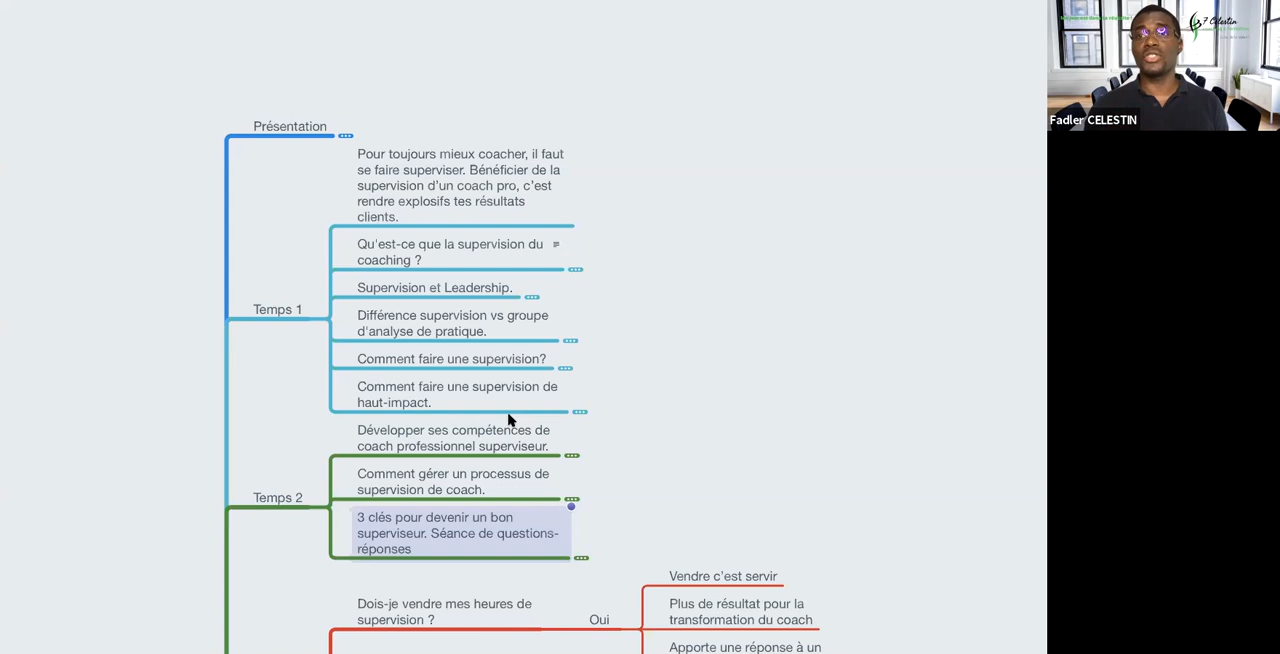 7 Célestin
Fadler CELESTIN
Présentation
Pour toujours mieux coacher, il faut
se faire superviser. Bénéficier de la
supervision d'un coach pro, c'est
rendre explosifs tes résultats
clients.
Qu'est-ce que la supervision du
coaching ?
Supervision et Leadership.
Temps 1
Différence supervision vs groupe
d'analyse de pratique.
Comment faire une supervision?
Comment faire une supervision de
haut-impact.
Développer ses compétences de
coach professionnel superviseur.
Comment gérer un processus de
supervision de coach.
Temps 2
3 clés pour devenir un bon
superviseur. Séance de questions-
réponses
Dois-je vendre mes heures de
supervision ?
Oui
Vendre c'est servir
Plus de résultat pour la
transformation du coach
Apporte une réponse à un